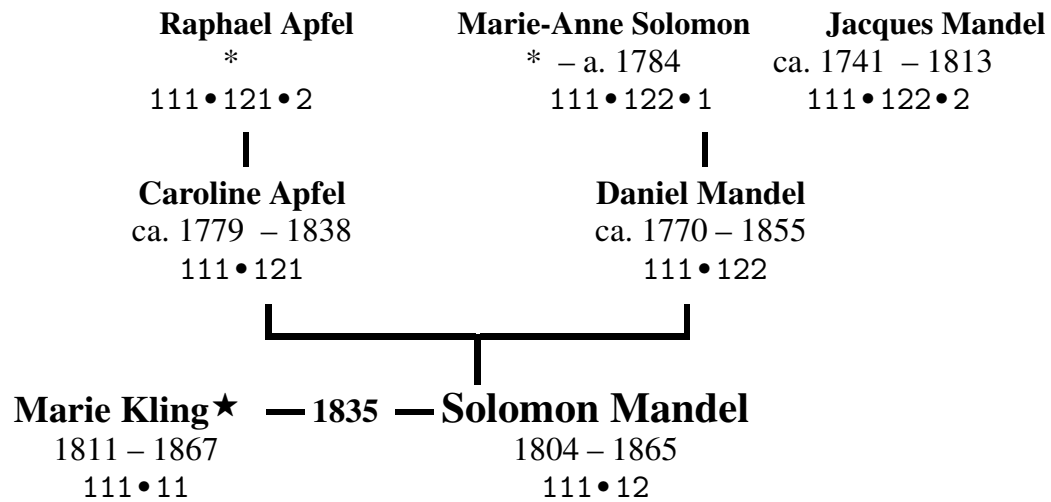 Raphael Apfel Marie-Anne Solomon Jacques Mandel
* * – a. 1784 ca. 1741 – 1813
111•121•2 111•122•1 111•122•2
Caroline Apfel Daniel Mandel
ca. 1779 – 1838 ca. 1770 – 1855
111•121 111•122
Marie Kling★ 1835 Solomon Mandel
1811 – 1867 1804 – 1865
111•11 111•12